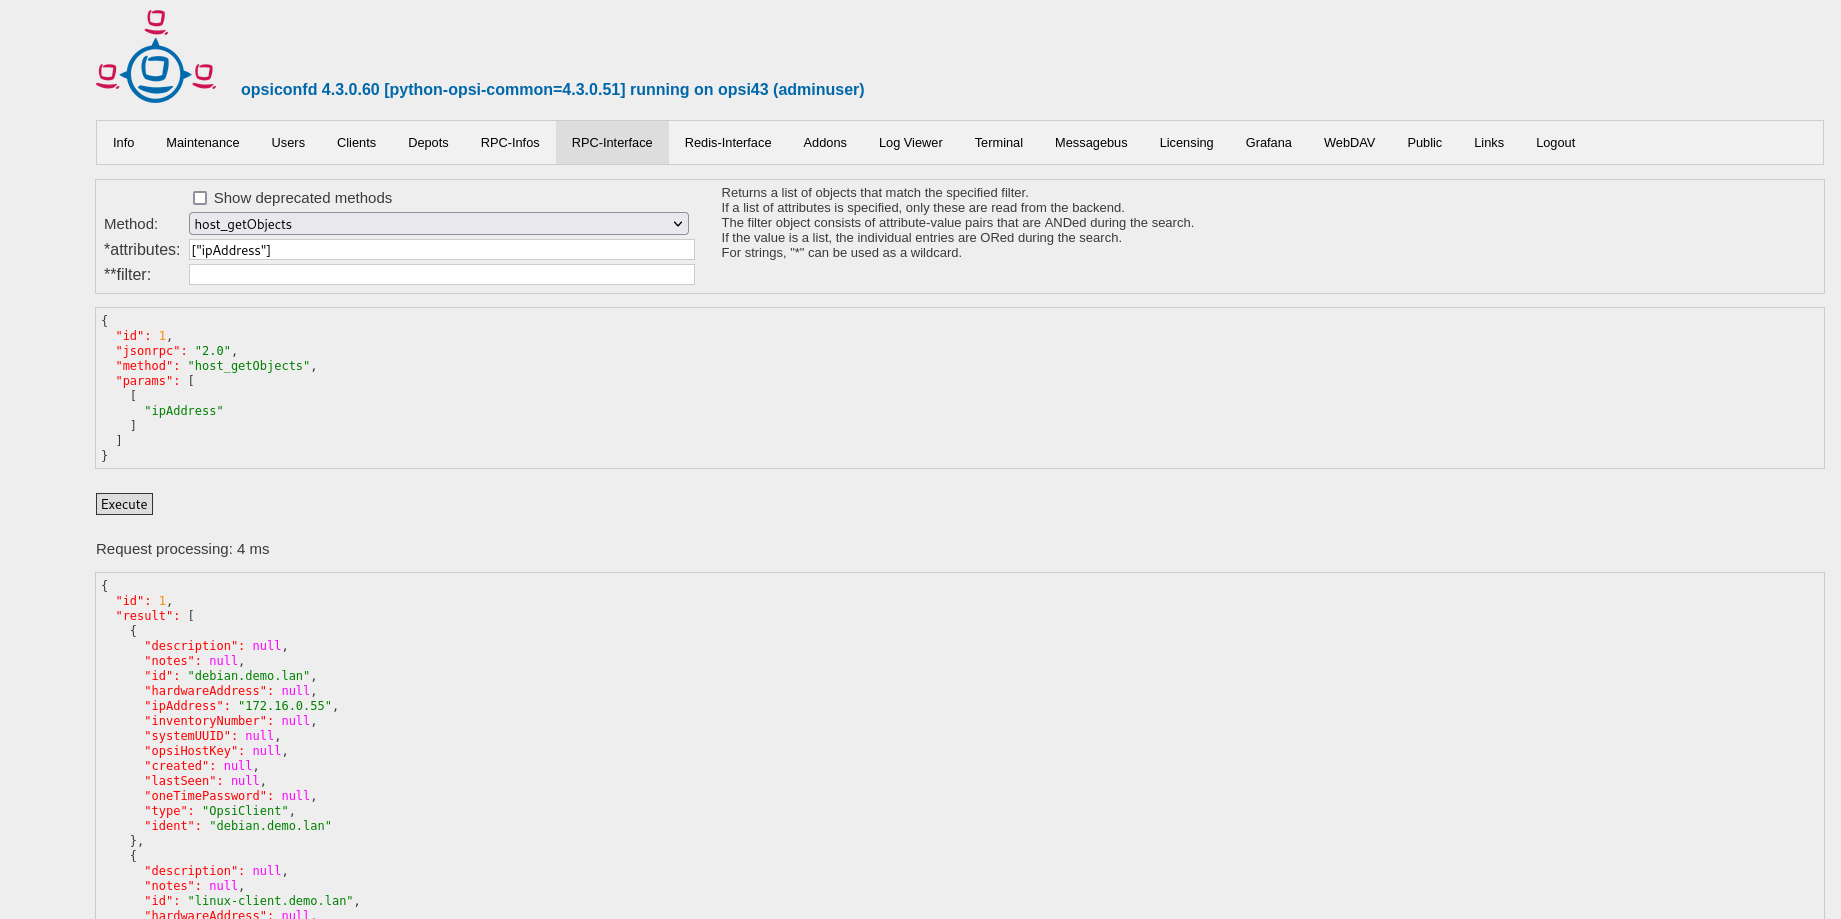 opsiconfd 4.3.0.60 [python-opsi-common=4.3.0.51] running on opsi43 (adminuser)
Info Maintenance Users Clients Depots RPC-Infos RPC-Interface Redis-Interface Addons Log Viewer Terminal Messagebus Licensing Grafana WebDAV Public Links Logout
Show deprecated methods
Method: host_getObjects
*attributes: ["ipAddress"]
**filter:
Returns a list of objects that match the specified filter.
If a list of attributes is specified, only these are read from the backend.
The filter object consists of attribute-value pairs that are ANDed during the search.
If the value is a list, the individual entries are ORed during the search.
For strings, "*" can be used as a wildcard.
{
  "id": 1,
  "jsonrpc": "2.0",
  "method": "host_getObjects",
  "params": [
    [
      "ipAddress"
    ]
  ]
}
Execute
Request processing: 4 ms
{
  "id": 1,
  "result": [
    {
      "description": null,
      "notes": null,
      "id": "debian.demo.lan",
      "hardwareAddress": null,
      "ipAddress": "172.16.0.55",
      "inventoryNumber": null,
      "systemUUID": null,
      "opsiHostKey": null,
      "created": null,
      "lastSeen": null,
      "oneTimePassword": null,
      "type": "OpsiClient",
      "ident": "debian.demo.lan"
    },
    {
      "description": null,
      "notes": null,
      "id": "linux-client.demo.lan",
      "hardwareAddress": null,